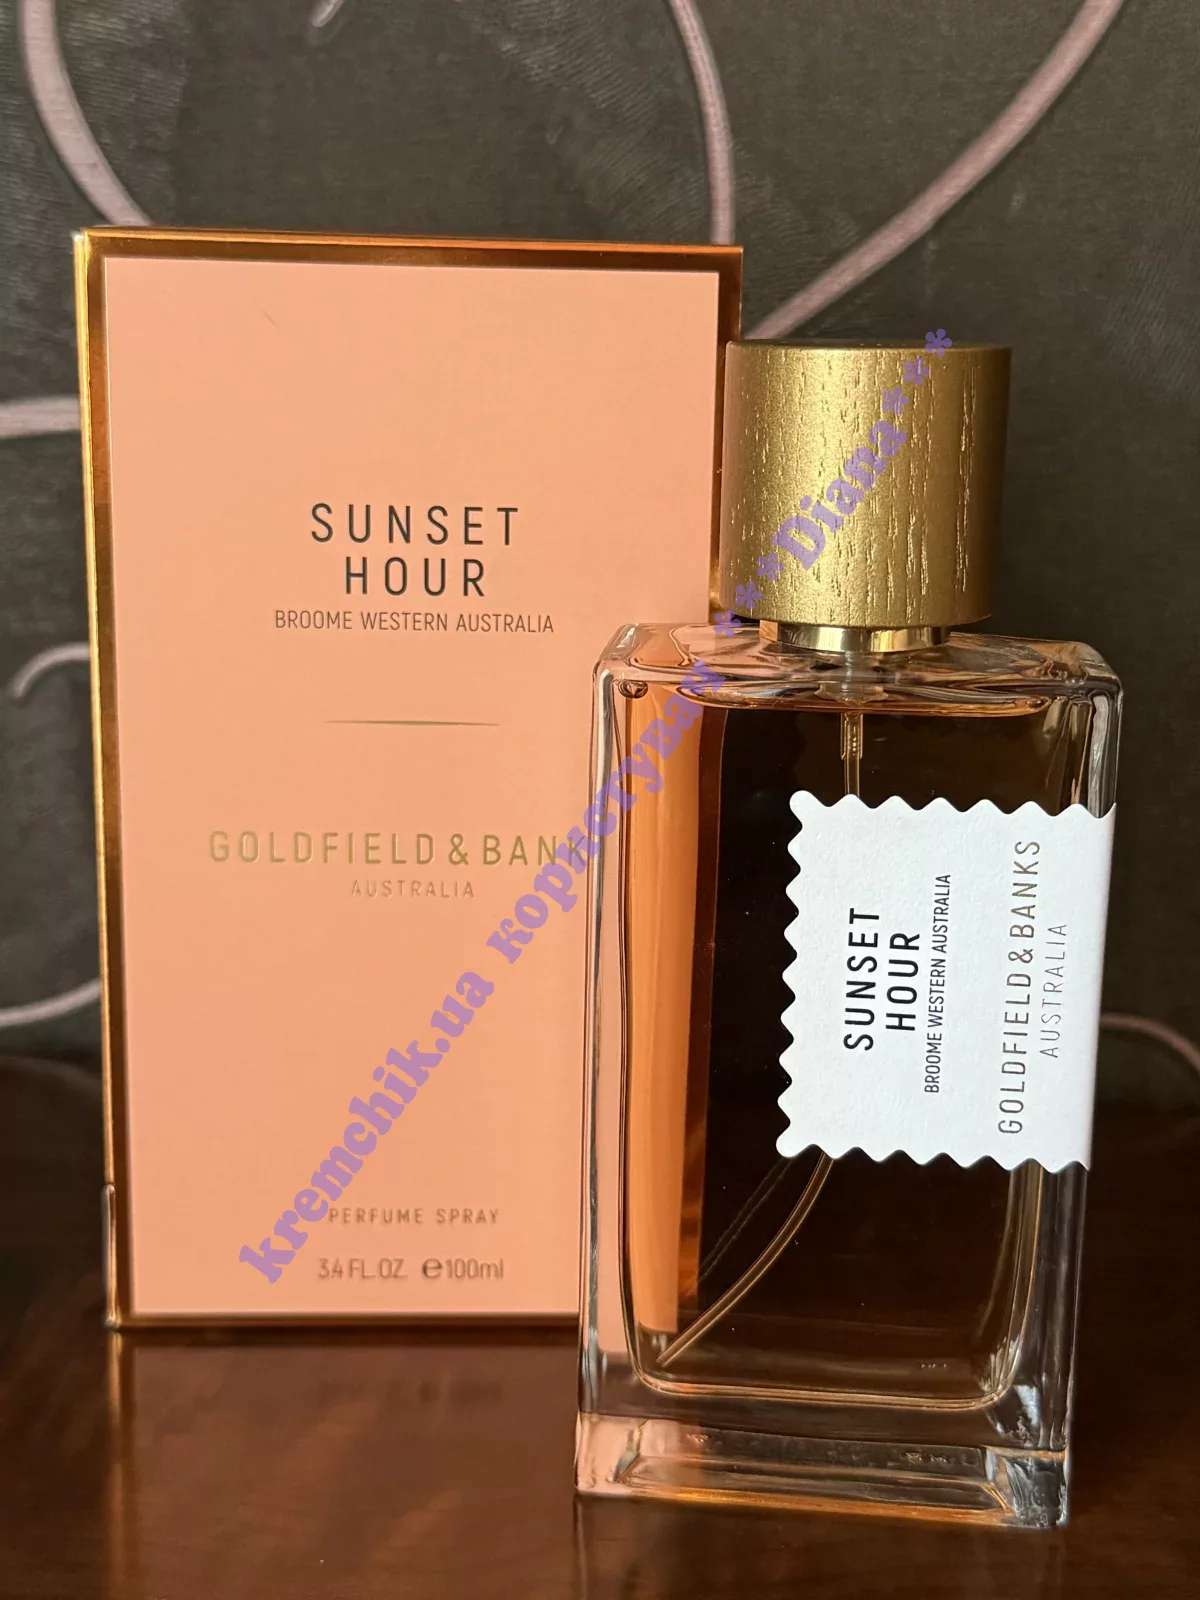 SUNSET
HOUR
BROOME WESTERN AUSTRALIA
GOLDFIELD & BAN
AUSTRALIA
PERFUME SPRAY
3.4 FL. OZ. ℮100ml
SUNSET
HOUR
BROOME WESTERN AUSTRALIA
GOLDFIELD & BANKS
AUSTRALIA
kremchik.ua користувач ***Diana***